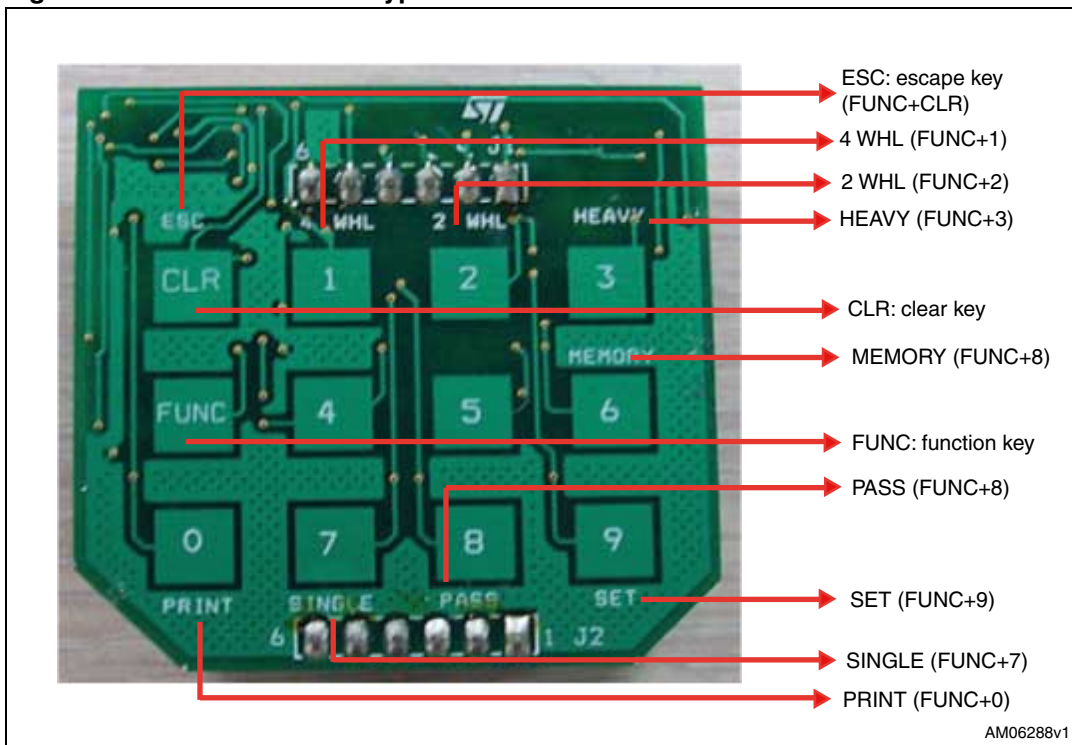 ESC: escape key
(FUNC+CLR)
4 WHL (FUNC+1)
2 WHL (FUNC+2)
HEAVY (FUNC+3)
CLR: clear key
MEMORY (FUNC+8)
FUNC: function key
PASS (FUNC+8)
SET (FUNC+9)
SINGLE (FUNC+7)
PRINT (FUNC+0)
ST
6 J1
ESC 4 WHL 2 WHL HEAVY
CLR 1 2 3
MEMORY
FUNC 4 5 6
0 7 8 9
PRINT SINGLE PASS SET
6 1 J2
AM06288v1